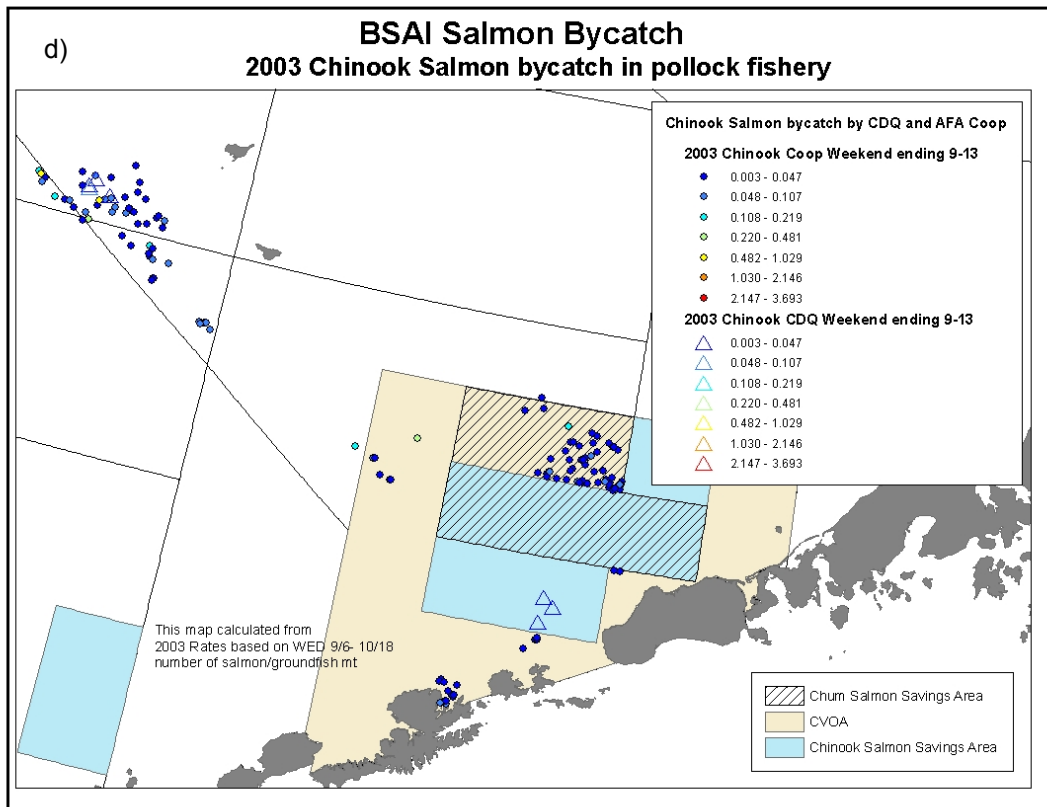 d)
BSAI Salmon Bycatch
2003 Chinook Salmon bycatch in pollock fishery
Chinook Salmon bycatch by CDQ and AFA Coop
2003 Chinook Coop Weekend ending 9-13
0.003 - 0.047
0.048 - 0.107
0.108 - 0.219
0.220 - 0.481
0.482 - 1.029
1.030 - 2.146
2.147 - 3.693
2003 Chinook CDQ Weekend ending 9-13
0.003 - 0.047
0.048 - 0.107
0.108 - 0.219
0.220 - 0.481
0.482 - 1.029
1.030 - 2.146
2.147 - 3.693
This map calculated from
2003 Rates based on WED 9/6- 10/18
number of salmon/groundfish mt
Chum Salmon Savings Area
CVOA
Chinook Salmon Savings Area